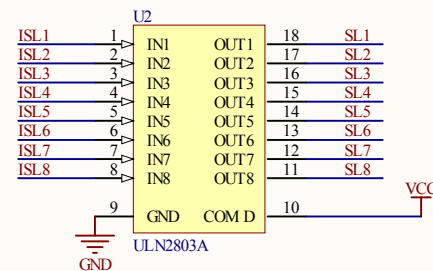 U2
ISL1 1 IN1 OUT1 18 SL1
ISL2 2 IN2 OUT2 17 SL2
ISL3 3 IN3 OUT3 16 SL3
ISL4 4 IN4 OUT4 15 SL4
ISL5 5 IN5 OUT5 14 SL5
ISL6 6 IN6 OUT6 13 SL6
ISL7 7 IN7 OUT7 12 SL7
ISL8 8 IN8 OUT8 11 SL8
VCC
9 GND COM D 10
ULN2803A
GND